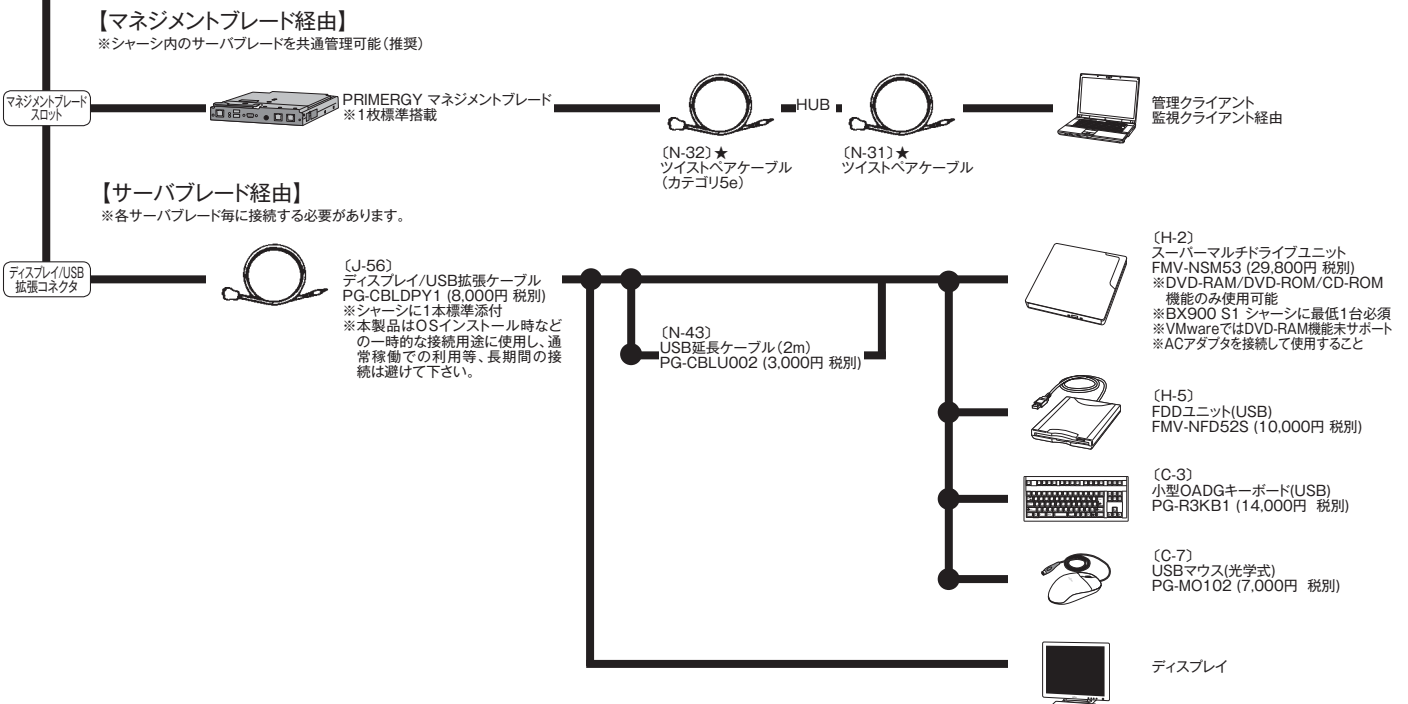 【マネジメントブレード経由】
※シャーシ内のサーバブレードを共通管理可能(推奨)
マネジメントブレード
スロット
PRIMERGY マネジメントブレード
※1枚標準搭載
HUB
〔N-32〕★
ツイストペアケーブル
(カテゴリ5e)
〔N-31〕★
ツイストペアケーブル
管理クライアント
監視クライアント経由
【サーバブレード経由】
※各サーバブレード毎に接続する必要があります。
ディスプレイ/USB
拡張コネクタ
〔J-56〕
ディスプレイ/USB拡張ケーブル
PG-CBLDPY1 (8,000円 税別)
※シャーシに1本標準添付
※本製品はOSインストール時など
の一時的な接続用途に使用し、通
常稼働での利用等、長期間の接
続は避けて下さい。
〔N-43〕
USB延長ケーブル(2m)
PG-CBLU002 (3,000円 税別)
〔H-2〕
スーパーマルチドライブユニット
FMV-NSM53 (29,800円 税別)
※DVD-RAM/DVD-ROM/CD-ROM
機能のみ使用可能
※BX900 S1 シャーシに最低1台必須
※VMwareではDVD-RAM機能未サポート
※ACアダプタを接続して使用すること
〔H-5〕
FDDユニット(USB)
FMV-NFD52S (10,000円 税別)
〔C-3〕
小型OADGキーボード(USB)
PG-R3KB1 (14,000円 税別)
〔C-7〕
USBマウス(光学式)
PG-MO102 (7,000円 税別)
ディスプレイ